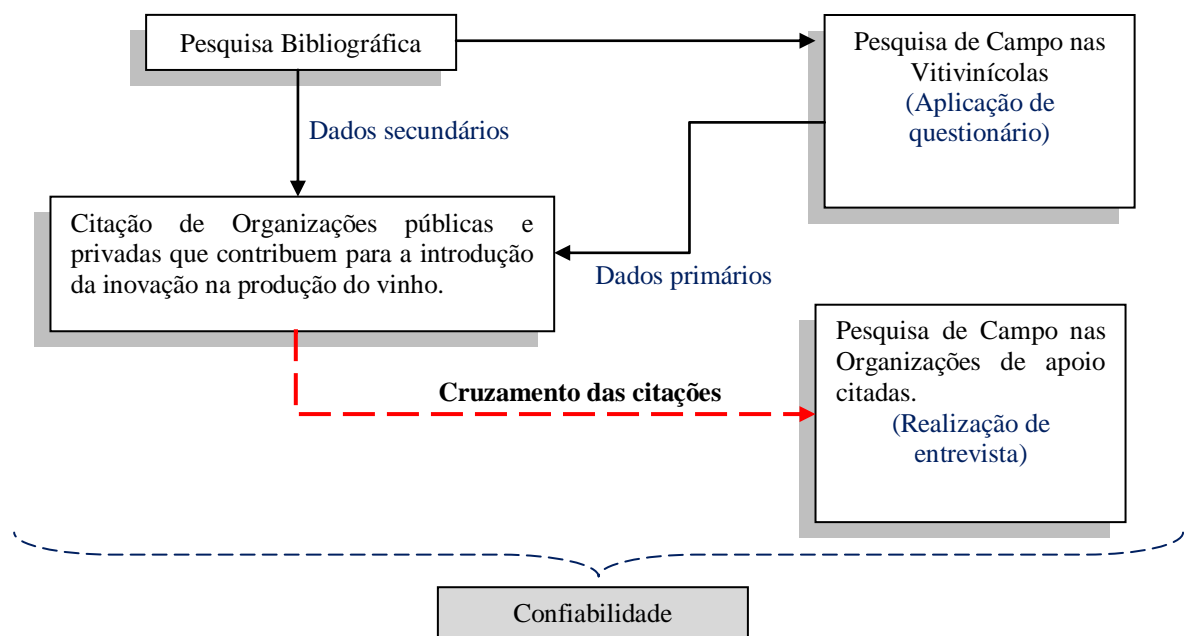 Pesquisa Bibliográfica
Pesquisa de Campo nas
Vitivinícolas
(Aplicação de
questionário)
Dados secundários
Citação de Organizações públicas e
privadas que contribuem para a introdução
da inovação na produção do vinho.
Dados primários
Pesquisa de Campo nas
Organizações de apoio
citadas.
(Realização de
entrevista)
Cruzamento das citações
Confiabilidade